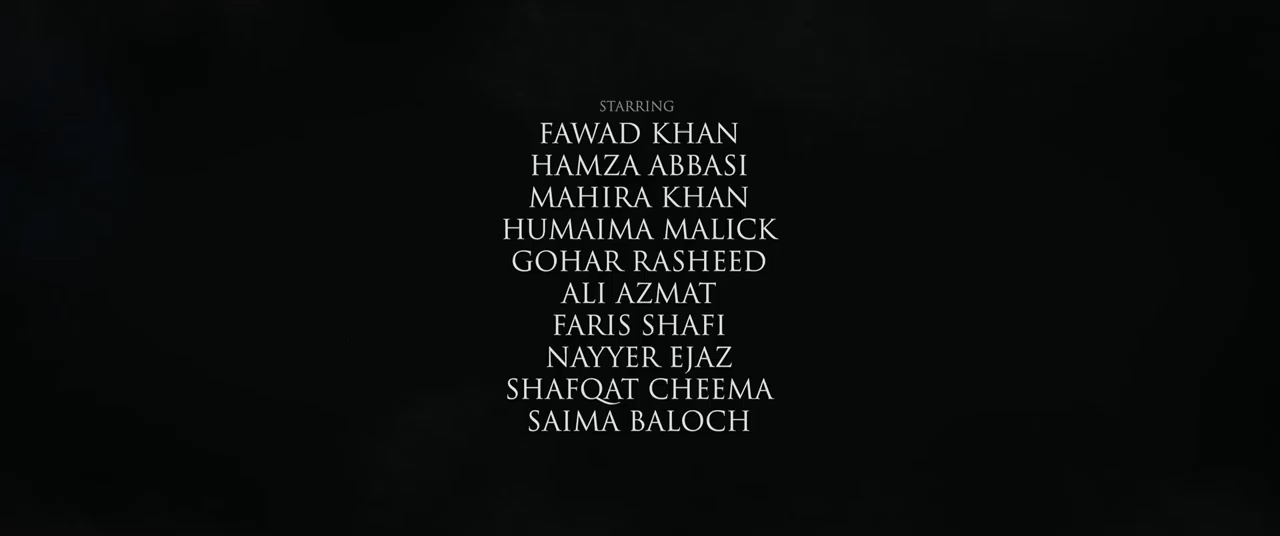 STARRING
FAWAD KHAN
HAMZA ABBASI
MAHIRA KHAN
HUMAIMA MALICK
GOHAR RASHEED
ALI AZMAT
FARIS SHAFI
NAYYER EJAZ
SHAFQAT CHEEMA
SAIMA BALOCH